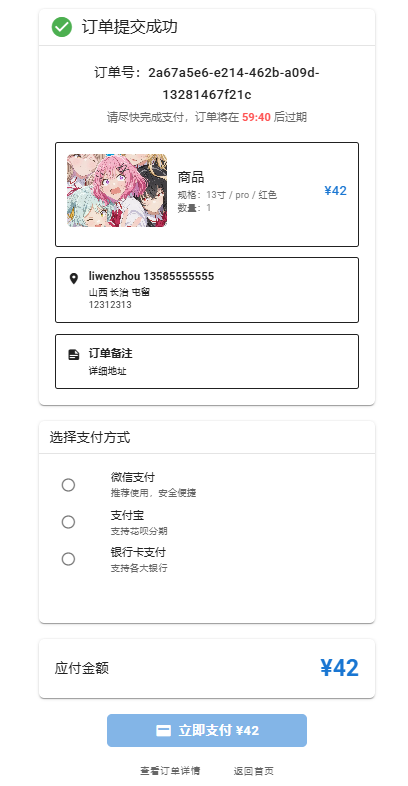 订单提交成功
订单号：2a67a5e6-e214-462b-a09d-
13281467f21c
请尽快完成支付，订单将在 59:40 后过期
商品
规格：13寸 / pro / 红色
数量：1
¥42
liwenzhou 13585555555
山西 长治 屯留
12312313
订单备注
详细地址
选择支付方式
微信支付
推荐使用，安全便捷
支付宝
支持花呗分期
银行卡支付
支持各大银行
应付金额
¥42
立即支付 ¥42
查看订单详情
返回首页